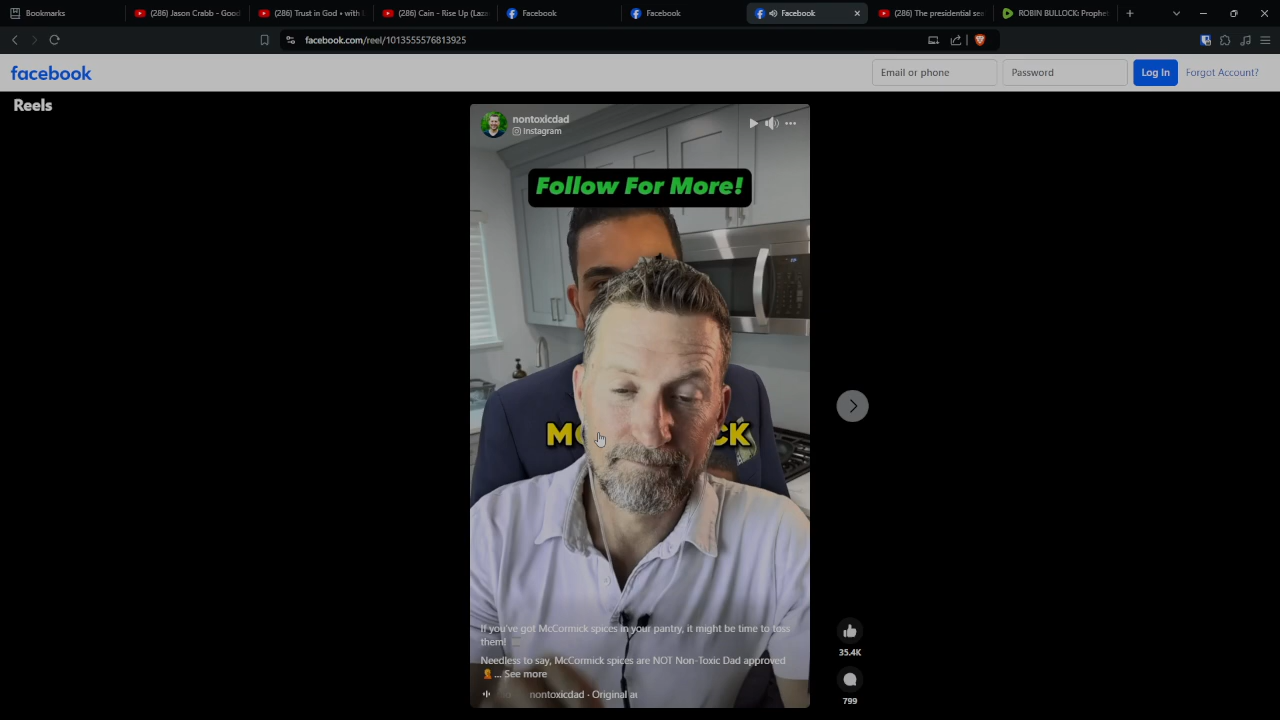 Bookmarks
(286) Jason Crabb - Good
(286) Trust in God • with
(286) Cain - Rise Up (Laza
Facebook
Facebook
Facebook
(286) The presidential see
ROBIN BULLOCK: Prophet
facebook.com/reel/1013555576813925
facebook
Email or phone
Password
Log In
Forgot Account?
Reels
nontoxicdad
Instagram
Follow For More!
If you've got McCormick spices in your pantry, it might be time to toss
them!
Needless to say, McCormick spices are NOT Non-Toxic Dad approved
... See more
nontoxicdad · Original au
35.4K
799